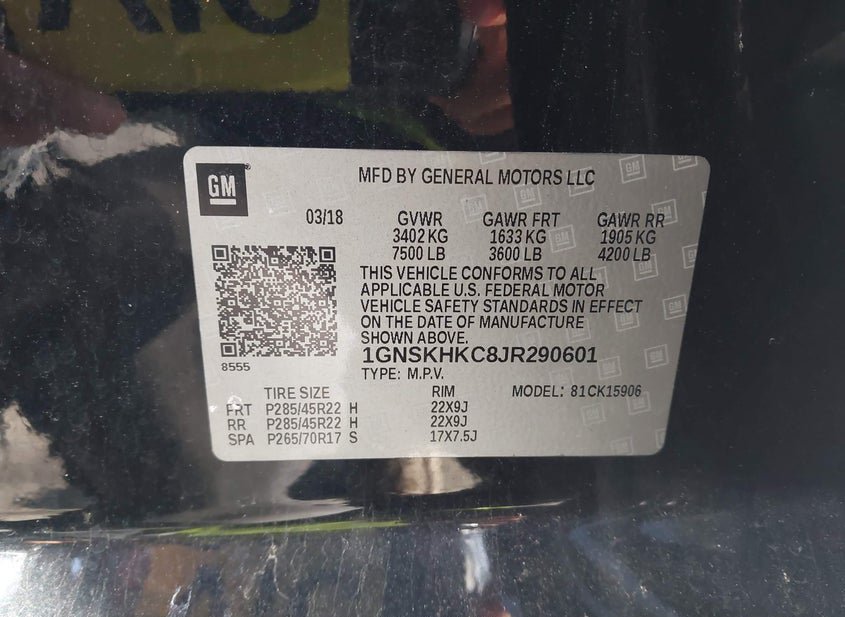 GM
MFD BY GENERAL MOTORS LLC
03/18 GVWR GAWR FRT GAWR RR
3402 KG 1633 KG 1905 KG
7500 LB 3600 LB 4200 LB
THIS VEHICLE CONFORMS TO ALL
APPLICABLE U.S. FEDERAL MOTOR
VEHICLE SAFETY STANDARDS IN EFFECT
ON THE DATE OF MANUFACTURE
SHOWN ABOVE.
8555 1GNSKHKC8JR290601
TYPE: M.P.V.
TIRE SIZE RIM MODEL: 81CK15906
FRT P285/45R22 H 22X9J
RR P285/45R22 H 22X9J
SPA P265/70R17 S 17X7.5J